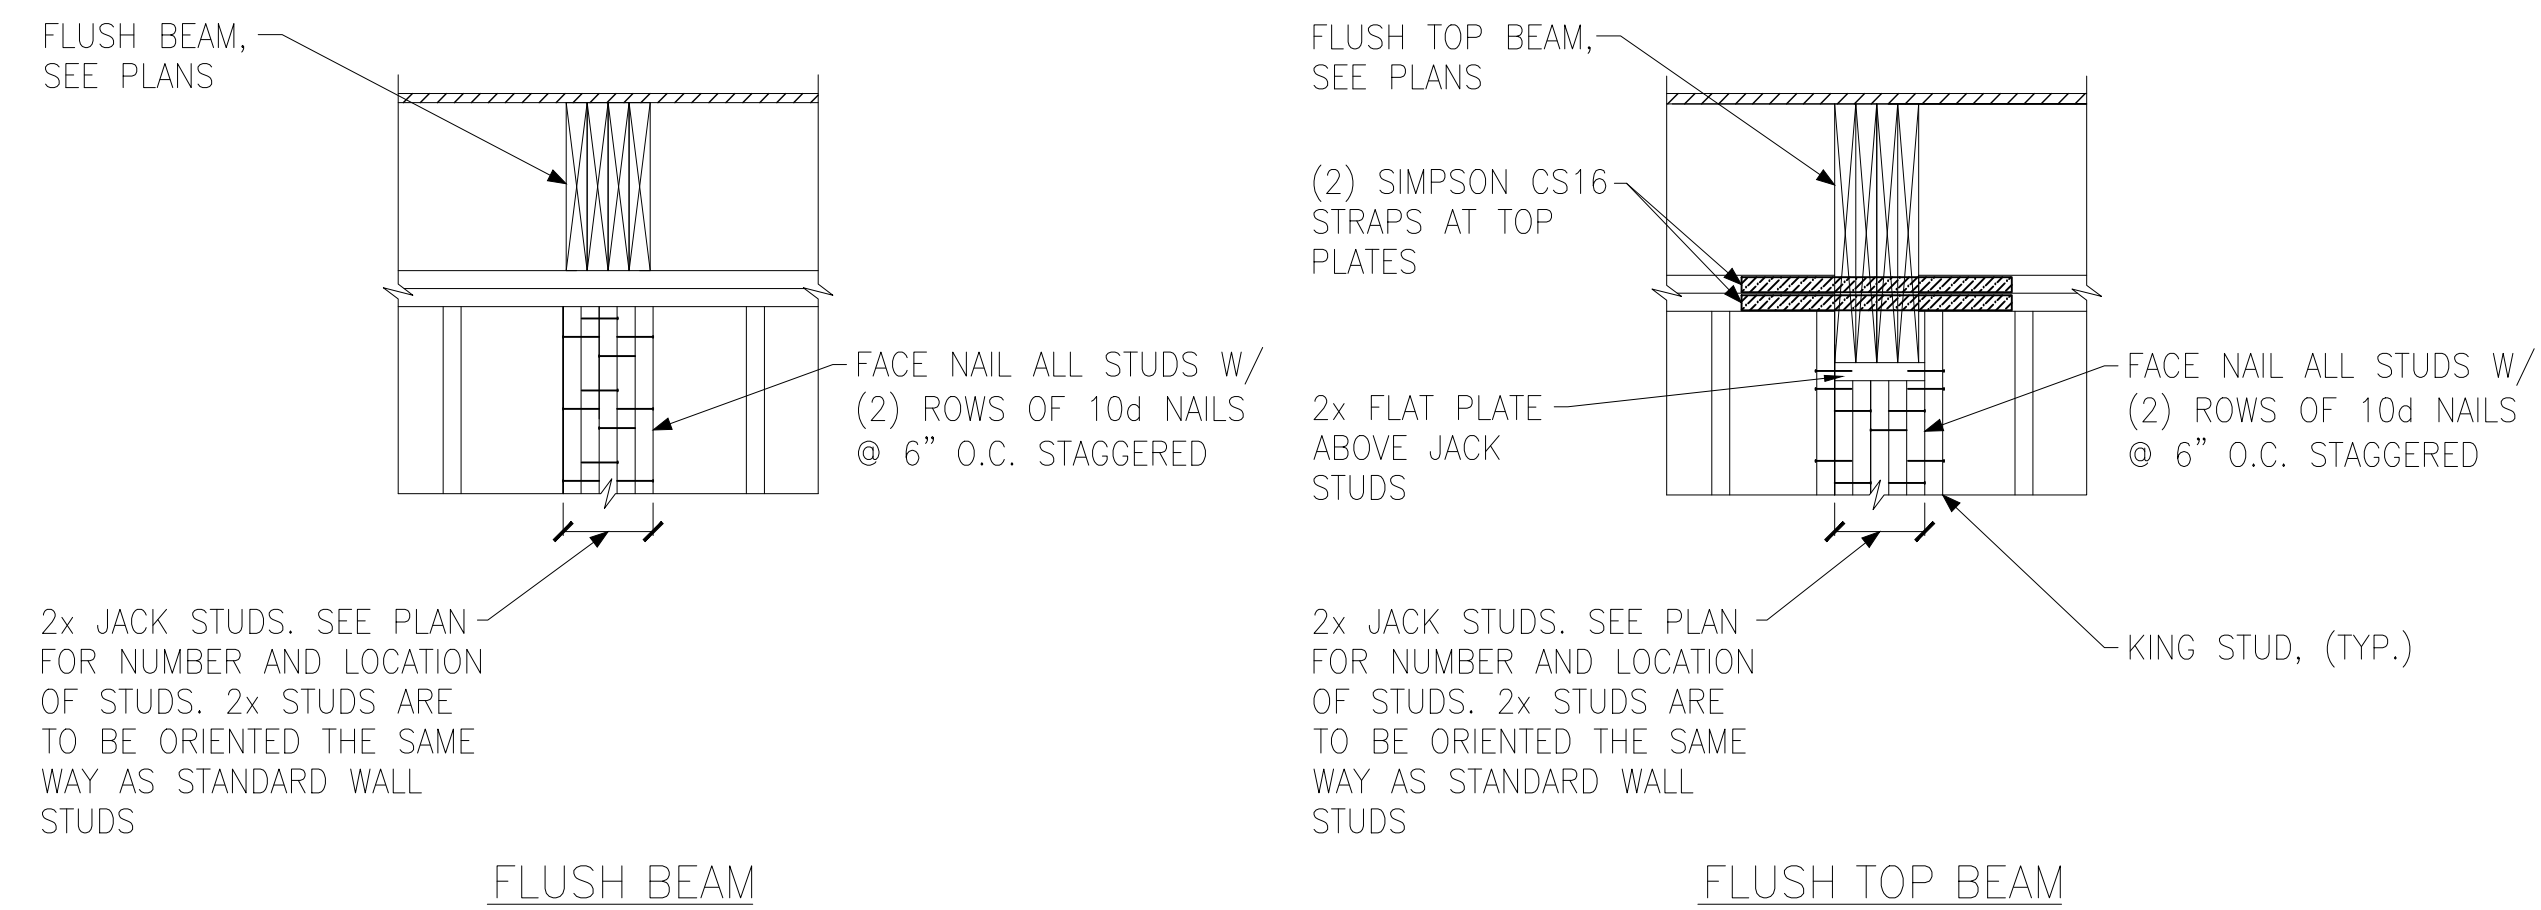 FLUSH BEAM,
SEE PLANS
FACE NAIL ALL STUDS W/
(2) ROWS OF 10d NAILS
@ 6" O.C. STAGGERED
2x JACK STUDS. SEE PLAN
FOR NUMBER AND LOCATION
OF STUDS. 2x STUDS ARE
TO BE ORIENTED THE SAME
WAY AS STANDARD WALL
STUDS
FLUSH BEAM
FLUSH TOP BEAM,
SEE PLANS
(2) SIMPSON CS16
STRAPS AT TOP
PLATES
2x FLAT PLATE
ABOVE JACK
STUDS
FACE NAIL ALL STUDS W/
(2) ROWS OF 10d NAILS
@ 6" O.C. STAGGERED
2x JACK STUDS. SEE PLAN
FOR NUMBER AND LOCATION
OF STUDS. 2x STUDS ARE
TO BE ORIENTED THE SAME
WAY AS STANDARD WALL
STUDS
KING STUD, (TYP.)
FLUSH TOP BEAM